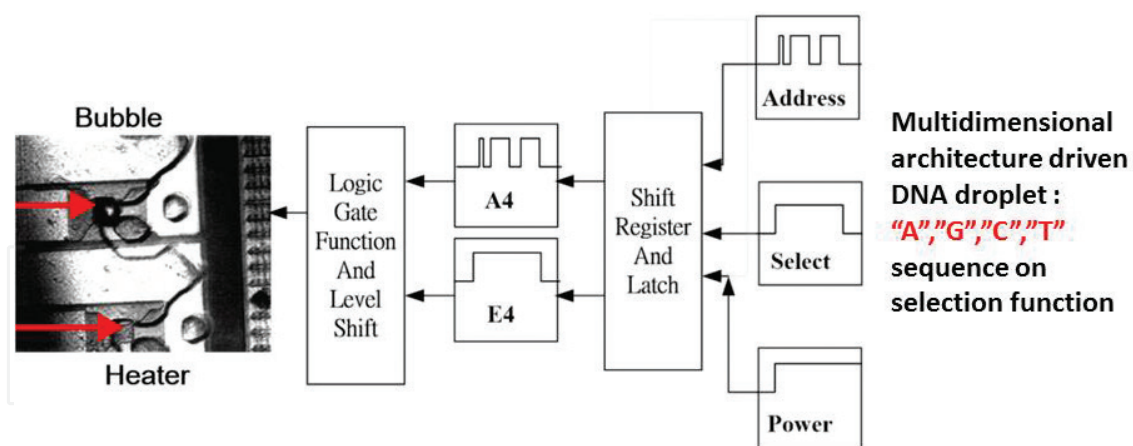 Bubble
Heater
Logic
Gate
Function
And
Level
Shift
A4
E4
Shift
Register
And
Latch
Address
Select
Power
Multidimensional
architecture driven
DNA droplet :
“A”,”G”,”C”,”T”
sequence on
selection function